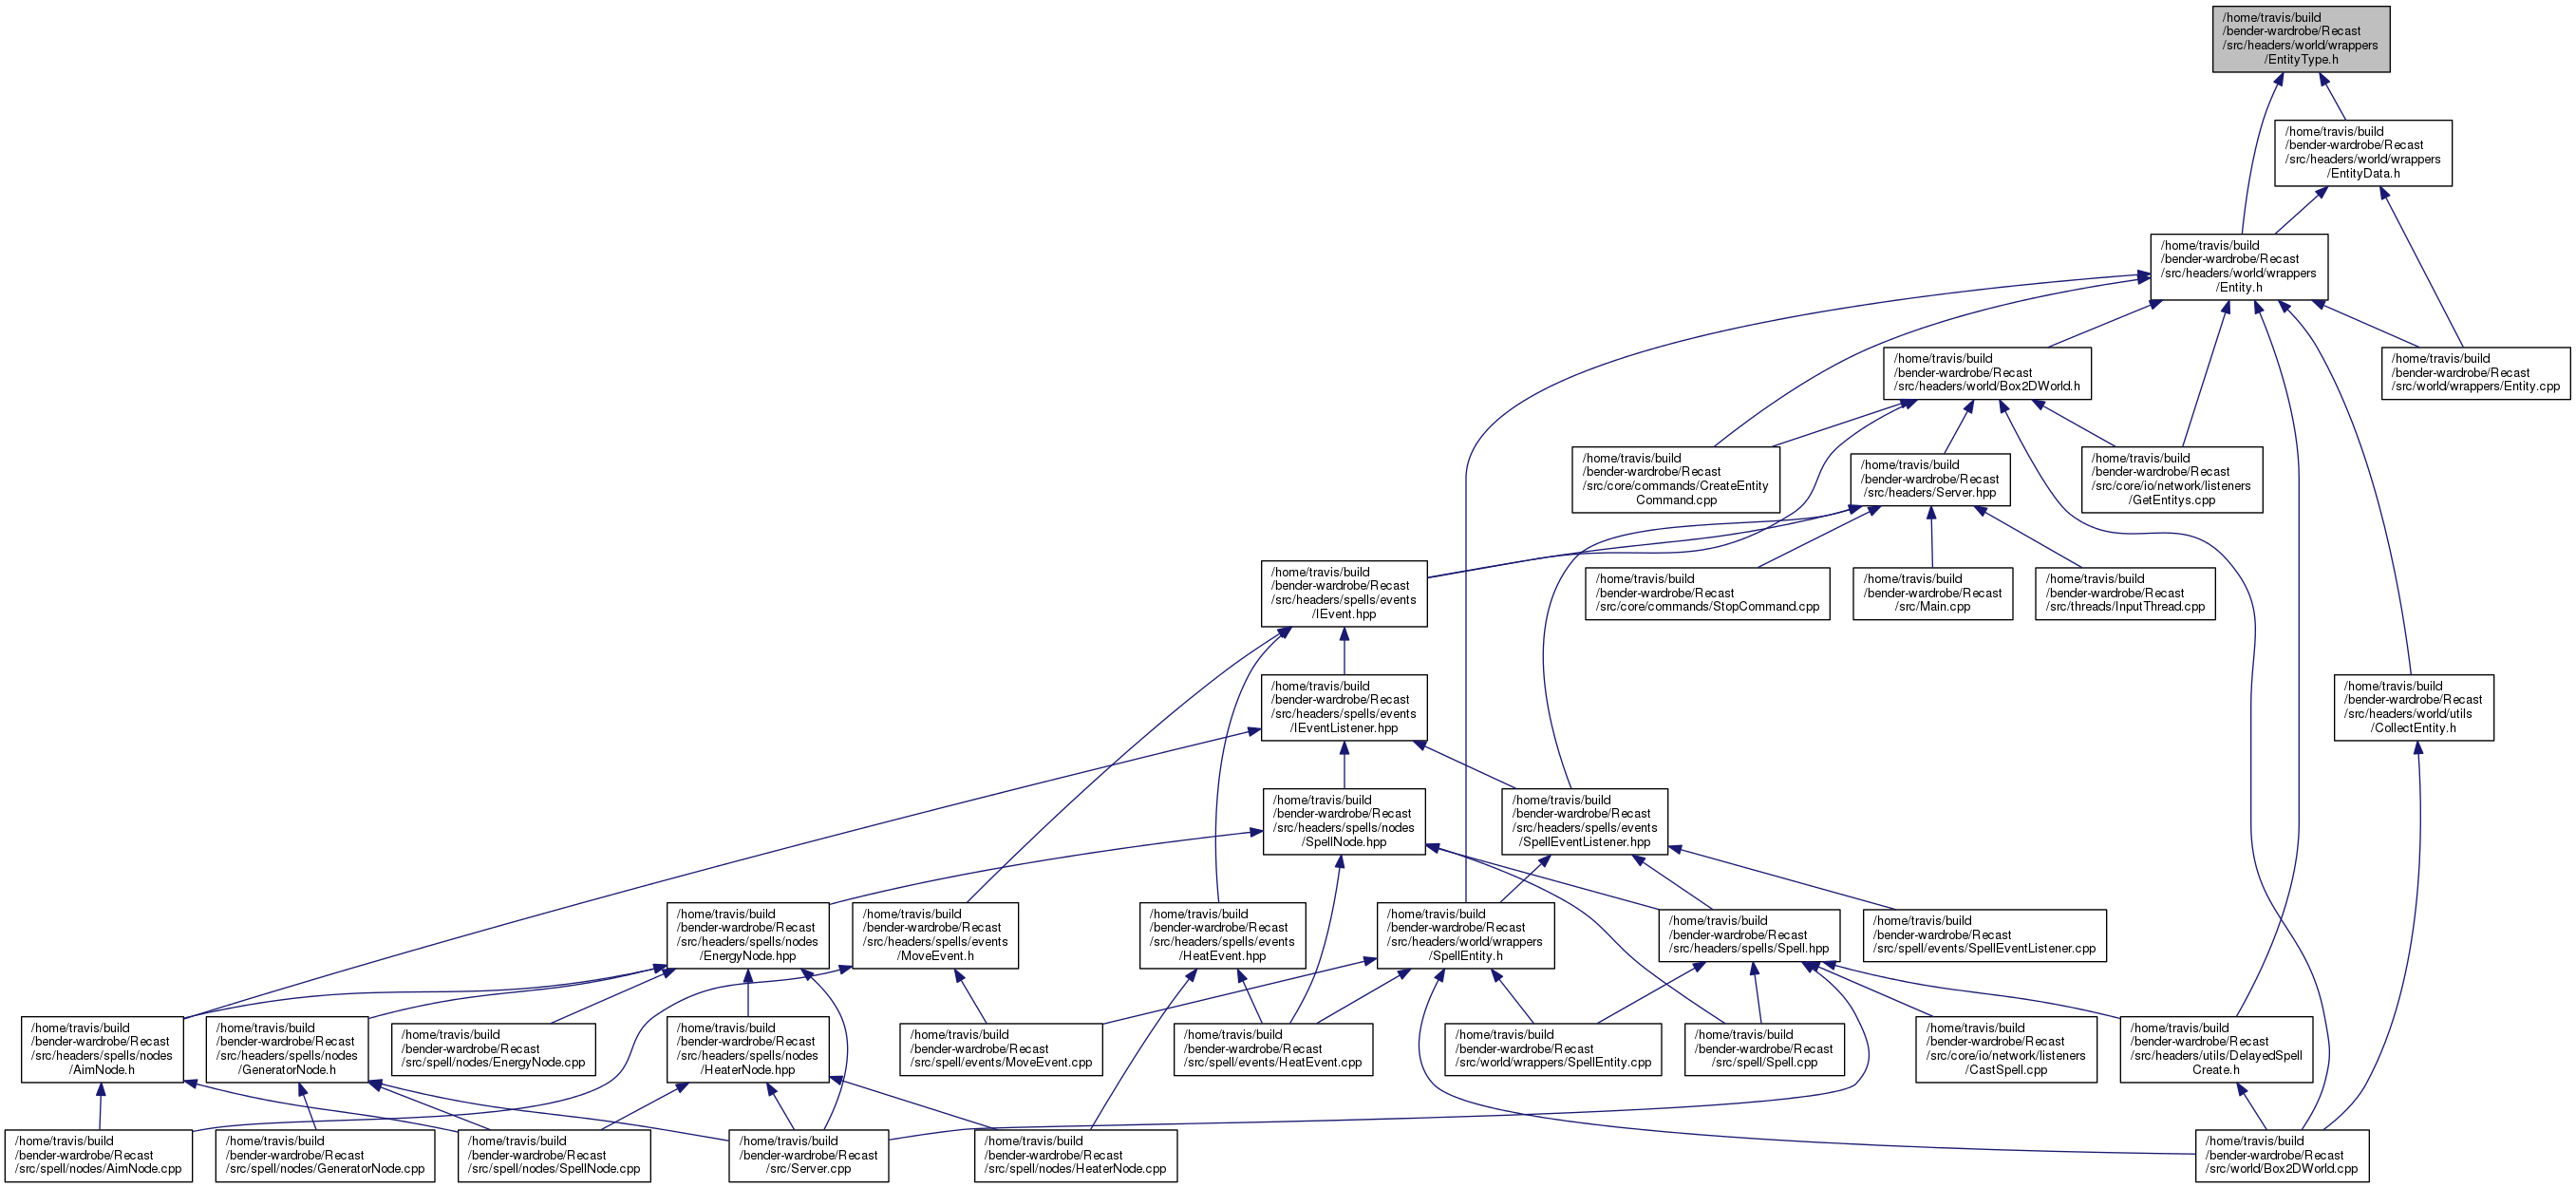 /home/travis/build
/bender-wardrobe/Recast
/src/headers/world/wrappers
/EntityType.h
/home/travis/build
/bender-wardrobe/Recast
/src/headers/world/wrappers
/EntityData.h
/home/travis/build
/bender-wardrobe/Recast
/src/headers/world/wrappers
/Entity.h
/home/travis/build
/bender-wardrobe/Recast
/src/headers/world/Box2DWorld.h
/home/travis/build
/bender-wardrobe/Recast
/src/world/wrappers/Entity.cpp
/home/travis/build
/bender-wardrobe/Recast
/src/core/commands/CreateEntity
Command.cpp
/home/travis/build
/bender-wardrobe/Recast
/src/headers/Server.hpp
/home/travis/build
/bender-wardrobe/Recast
/src/core/io/network/listeners
/GetEntitys.cpp
/home/travis/build
/bender-wardrobe/Recast
/src/headers/spells/events
/IEvent.hpp
/home/travis/build
/bender-wardrobe/Recast
/src/core/commands/StopCommand.cpp
/home/travis/build
/bender-wardrobe/Recast
/src/Main.cpp
/home/travis/build
/bender-wardrobe/Recast
/src/threads/InputThread.cpp
/home/travis/build
/bender-wardrobe/Recast
/src/headers/spells/events
/IEventListener.hpp
/home/travis/build
/bender-wardrobe/Recast
/src/headers/world/utils
/CollectEntity.h
/home/travis/build
/bender-wardrobe/Recast
/src/headers/spells/nodes
/SpellNode.hpp
/home/travis/build
/bender-wardrobe/Recast
/src/headers/spells/events
/SpellEventListener.hpp
/home/travis/build
/bender-wardrobe/Recast
/src/headers/spells/nodes
/EnergyNode.hpp
/home/travis/build
/bender-wardrobe/Recast
/src/headers/spells/events
/MoveEvent.h
/home/travis/build
/bender-wardrobe/Recast
/src/headers/spells/events
/HeatEvent.hpp
/home/travis/build
/bender-wardrobe/Recast
/src/headers/world/wrappers
/SpellEntity.h
/home/travis/build
/bender-wardrobe/Recast
/src/headers/spells/Spell.hpp
/home/travis/build
/bender-wardrobe/Recast
/src/spell/events/SpellEventListener.cpp
/home/travis/build
/bender-wardrobe/Recast
/src/headers/spells/nodes
/AimNode.h
/home/travis/build
/bender-wardrobe/Recast
/src/headers/spells/nodes
/GeneratorNode.h
/home/travis/build
/bender-wardrobe/Recast
/src/spell/nodes/EnergyNode.cpp
/home/travis/build
/bender-wardrobe/Recast
/src/headers/spells/nodes
/HeaterNode.hpp
/home/travis/build
/bender-wardrobe/Recast
/src/spell/events/MoveEvent.cpp
/home/travis/build
/bender-wardrobe/Recast
/src/spell/events/HeatEvent.cpp
/home/travis/build
/bender-wardrobe/Recast
/src/world/wrappers/SpellEntity.cpp
/home/travis/build
/bender-wardrobe/Recast
/src/spell/Spell.cpp
/home/travis/build
/bender-wardrobe/Recast
/src/core/io/network/listeners
/CastSpell.cpp
/home/travis/build
/bender-wardrobe/Recast
/src/headers/utils/DelayedSpell
Create.h
/home/travis/build
/bender-wardrobe/Recast
/src/spell/nodes/AimNode.cpp
/home/travis/build
/bender-wardrobe/Recast
/src/spell/nodes/GeneratorNode.cpp
/home/travis/build
/bender-wardrobe/Recast
/src/spell/nodes/SpellNode.cpp
/home/travis/build
/bender-wardrobe/Recast
/src/Server.cpp
/home/travis/build
/bender-wardrobe/Recast
/src/spell/nodes/HeaterNode.cpp
/home/travis/build
/bender-wardrobe/Recast
/src/world/Box2DWorld.cpp